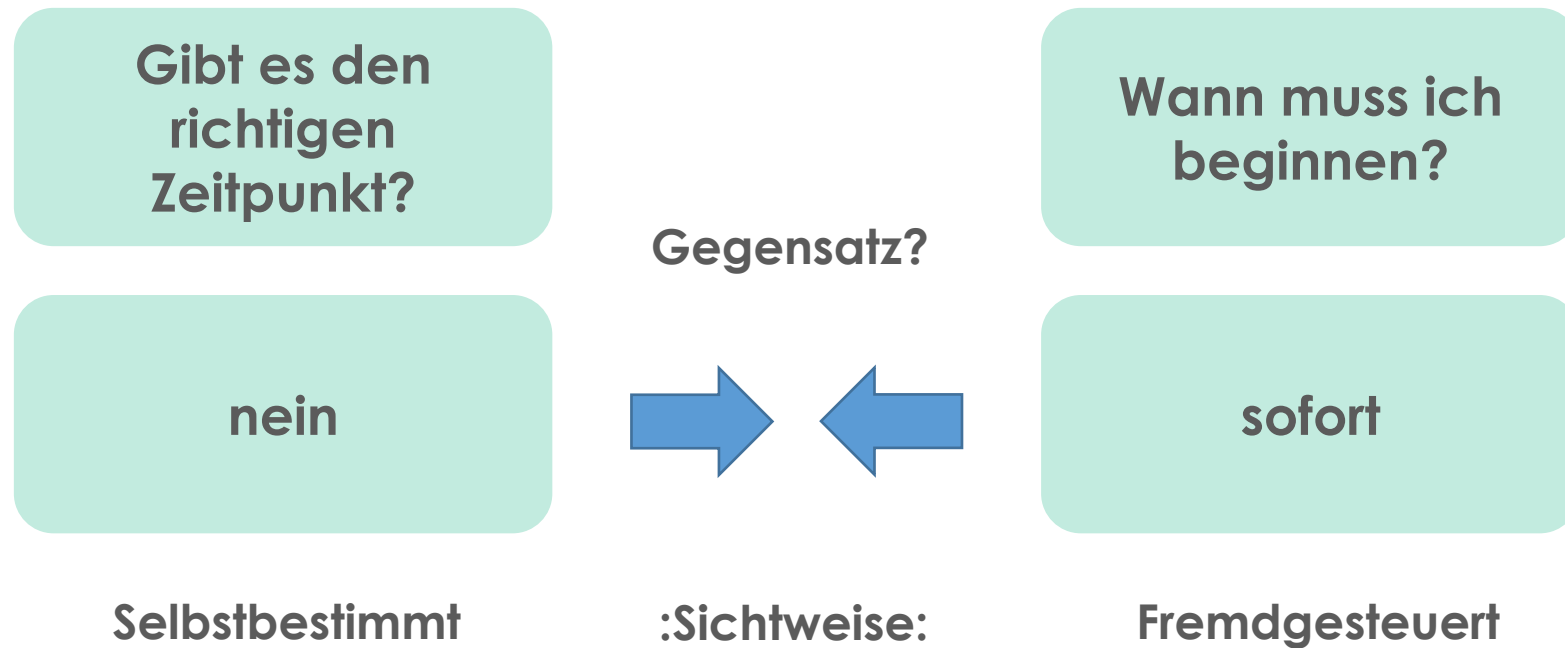 Gibt es den
richtigen
Zeitpunkt?
Wann muss ich
beginnen?
Gegensatz?
nein
sofort
Selbstbestimmt
:Sichtweise:
Fremdgesteuert